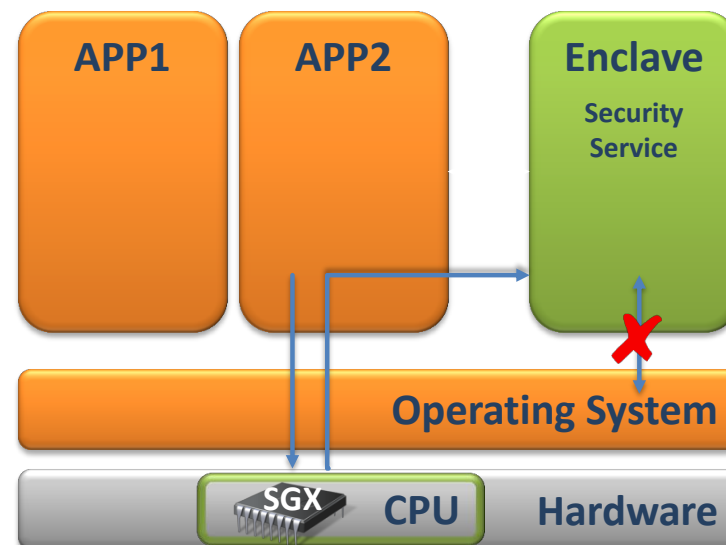 APP1
APP2
Enclave
Security
Service
Operating System
SGX
CPU
Hardware